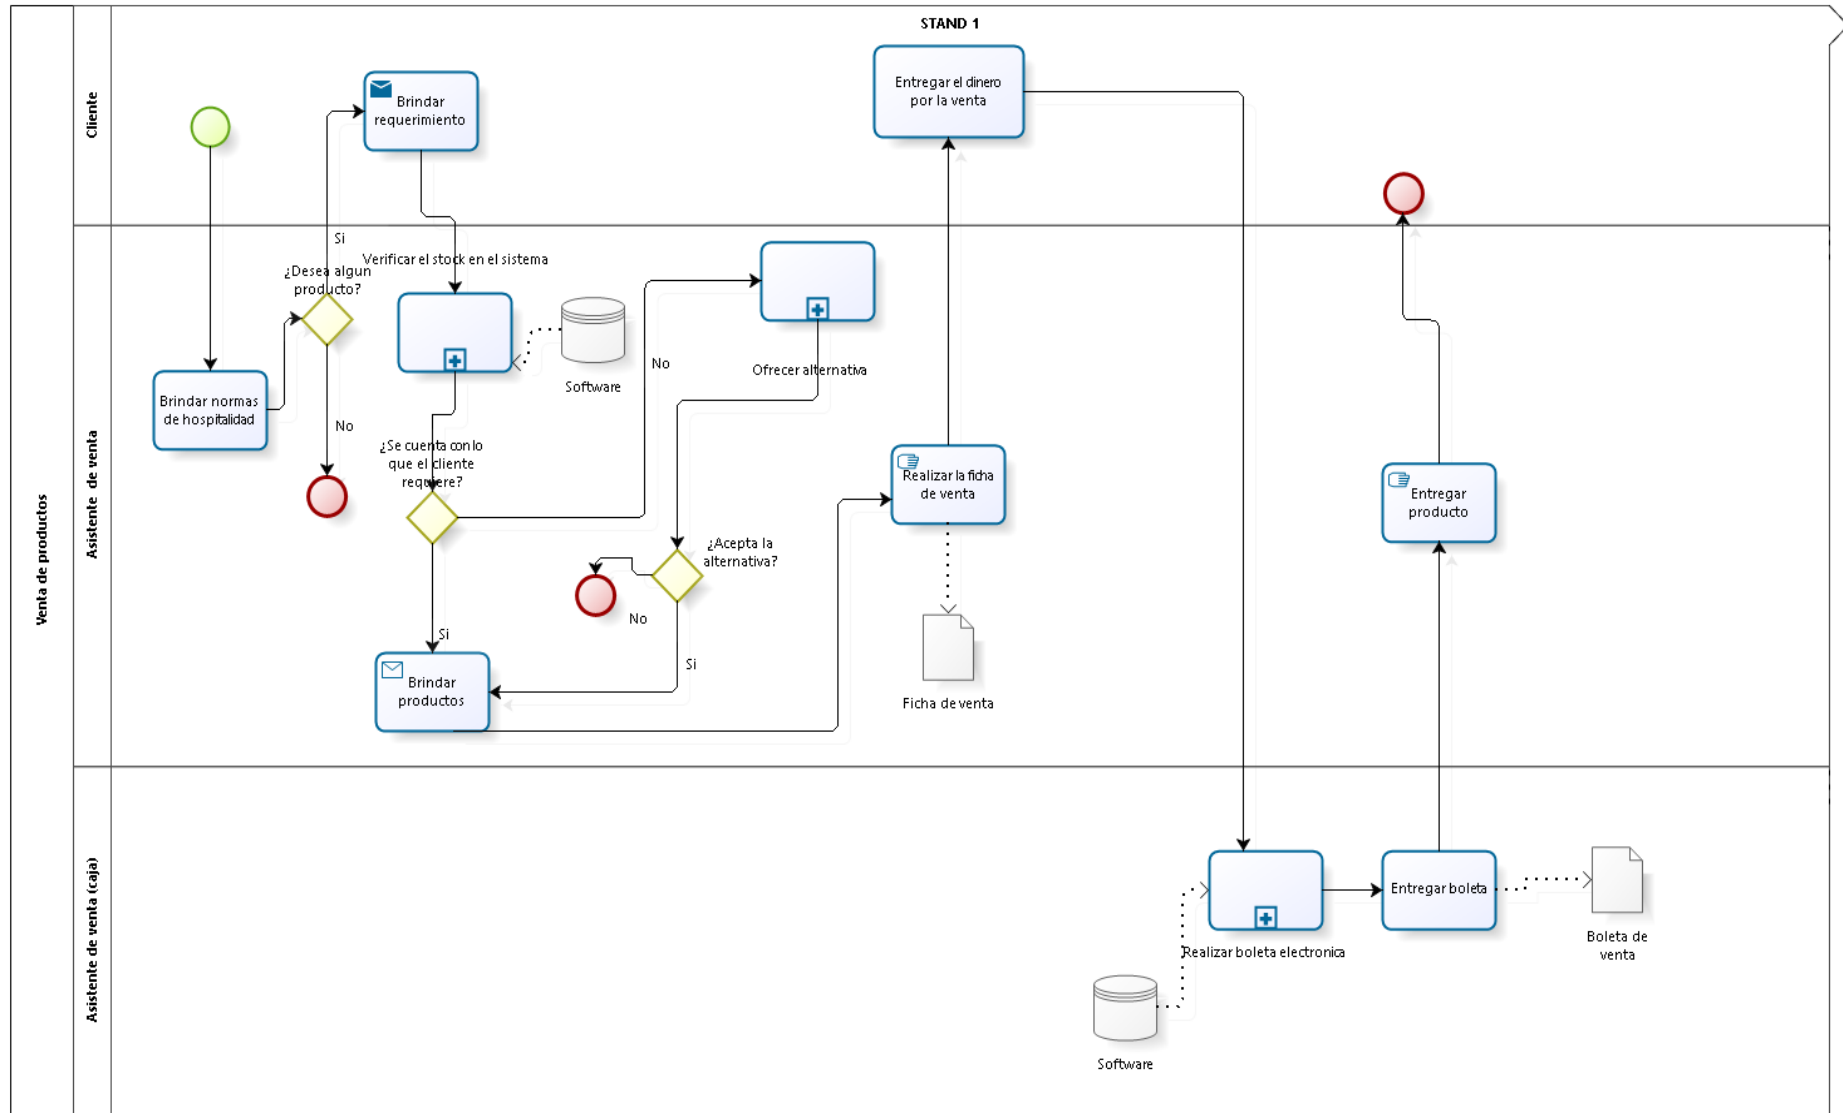 STAND 1
Venta de productos
Cliente
Brindar
requerimiento
Entregar el dinero
por la venta
Asistente de venta
Si
¿Desea algun
producto?
Verificar el stock en el sistema
Brindar normas
de hospitalidad
No
Software
No
Ofrecer alternativa
¿Se cuenta con lo
que el cliente
requiere?
Realizar la ficha
de venta
Entregar
producto
¿Acepta la
alternativa?
No
Si
Si
Brindar
productos
Ficha de venta
Asistente de venta (caja)
Entregar boleta
Realizar boleta electronica
Boleta de
venta
Software